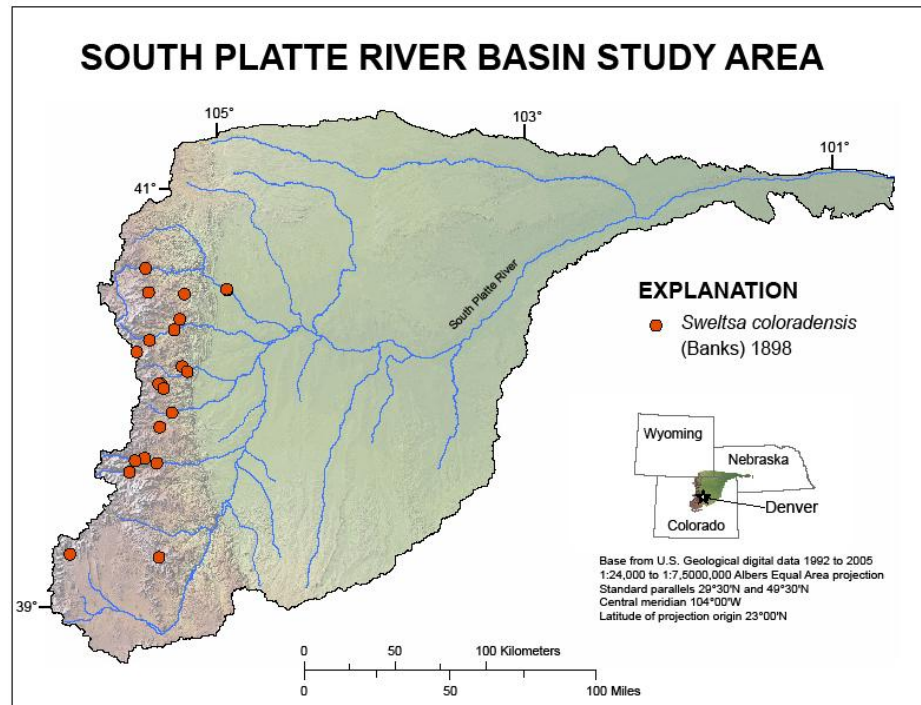 SOUTH PLATTE RIVER BASIN STUDY AREA
105°
103°
101°
41°
South Platte River
EXPLANATION
Sweltsa coloradensis
(Banks) 1898
Wyoming
Nebraska
Denver
Colorado
Base from U.S. Geological digital data 1992 to 2005
1:24,000 to 1:7,5000,000 Albers Equal Area projection
Standard parallels 29°30'N and 49°30'N
Central meridian 104°00'W
Latitude of projection origin 23°00'N
39°
0 50 100 Kilometers
0 50 100 Miles